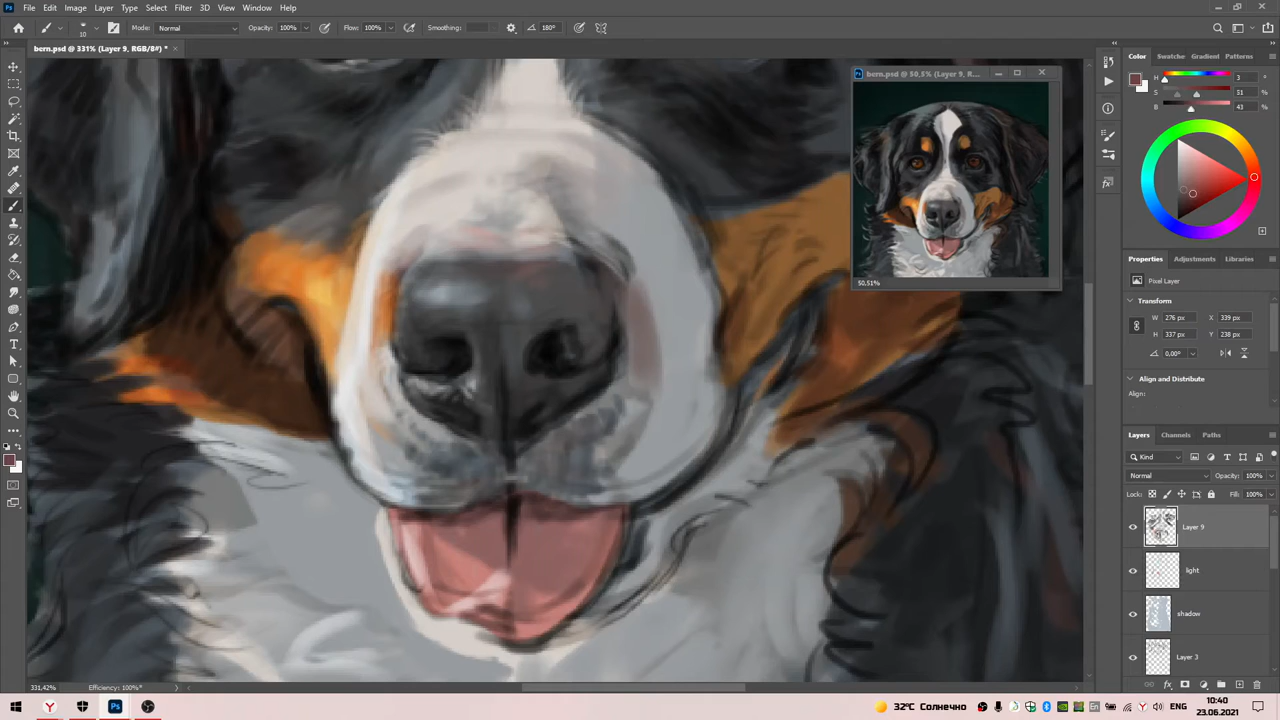 File Edit Image Layer Type Select Filter 3D View Window Help
10 Mode: Normal Opacity: 100% Flow: 100% Smoothing: 180°
bern.psd @ 331% (Layer 9, RGB/8#) *
bern.psd @ 50,5% (Layer 9, R...
50,51%
Color Swatche Gradient Patterns
H 3 °
S 51 %
B 43 %
Properties Adjustments Libraries
Pixel Layer
Transform
W 276 px X 339 px
H 337 px Y 238 px
0,00°
Align and Distribute
Align:
Layers Channels Paths
Kind
Normal Opacity: 100%
Lock: Fill: 100%
Layer 9
light
shadow
Layer 3
331,42% Efficiency: 100%*
32°C Солнечно ENG 10:40
23.06.2021